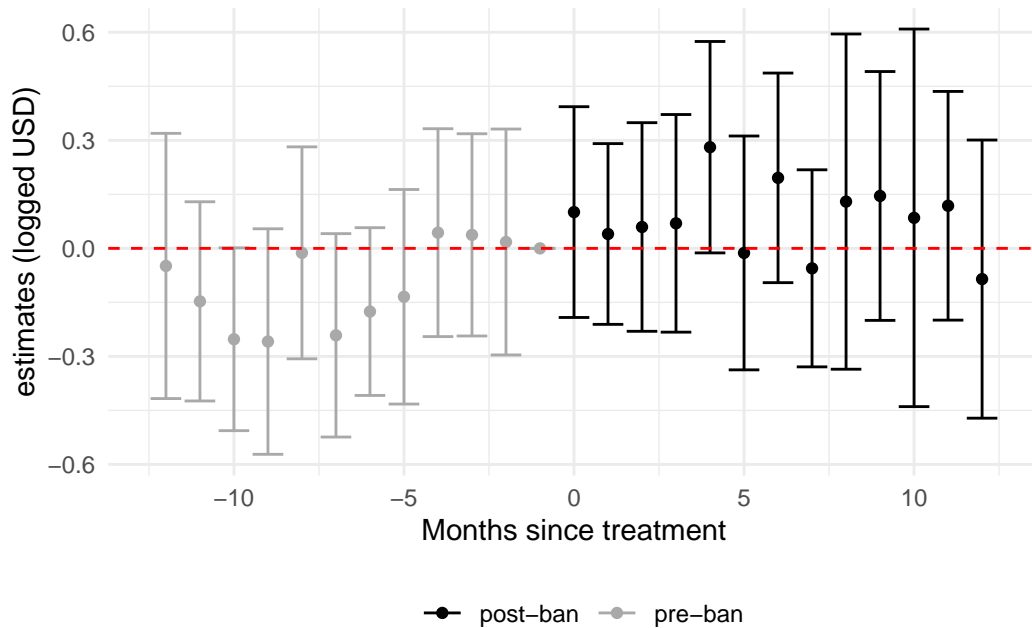 estimates (logged USD)
0.6
0.3
0.0
−0.3
−0.6
−10
−5
0
5
10
Months since treatment
post−ban
pre−ban